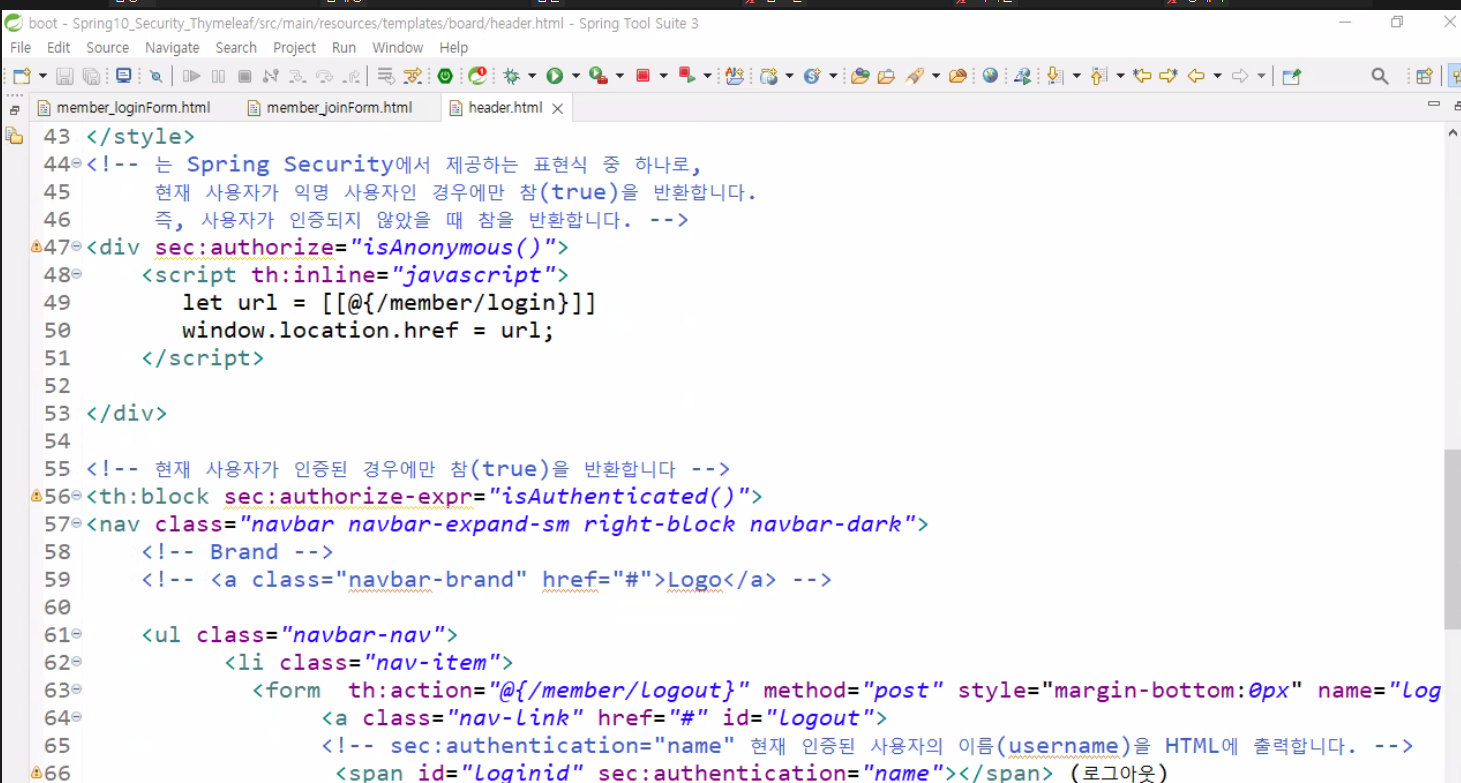 boot - Spring10_Security_Thymeleaf/src/main/resources/templates/board/header.html - Spring Tool Suite 3
File Edit Source Navigate Search Project Run Window Help
member_loginForm.html member_joinForm.html header.html
43 </style>
44 <!-- 는 Spring Security에서 제공하는 표현식 중 하나로,
45 현재 사용자가 익명 사용자인 경우에만 참(true)을 반환합니다.
46 즉, 사용자가 인증되지 않았을 때 참을 반환합니다. -->
47 <div sec:authorize="isAnonymous()">
48 <script th:inline="javascript">
49 let url = [[@{/member/login}]]
50 window.location.href = url;
51 </script>
52
53 </div>
54
55 <!-- 현재 사용자가 인증된 경우에만 참(true)을 반환합니다 -->
56 <th:block sec:authorize-expr="isAuthenticated()">
57 <nav class="navbar navbar-expand-sm right-block navbar-dark">
58 <!-- Brand -->
59 <!-- <a class="navbar-brand" href="#">Logo</a> -->
60
61 <ul class="navbar-nav">
62 <li class="nav-item">
63 <form th:action="@{/member/logout}" method="post" style="margin-bottom:0px" name="log
64 <a class="nav-link" href="#" id="logout">
65 <!-- sec:authentication="name" 현재 인증된 사용자의 이름(username)을 HTML에 출력합니다. -->
66 <span id="loginid" sec:authentication="name"></span> (로그아웃)